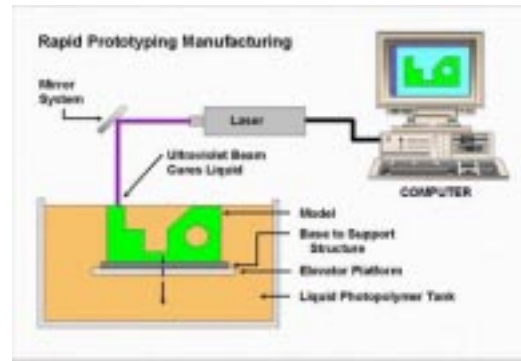 Rapid Prototyping Manufacturing
Mirror
System
Laser
Ultraviolet Beam
Cures Liquid
COMPUTER
Model
Base to Support
Structure
Elevator Platform
Liquid Photopolymer Tank